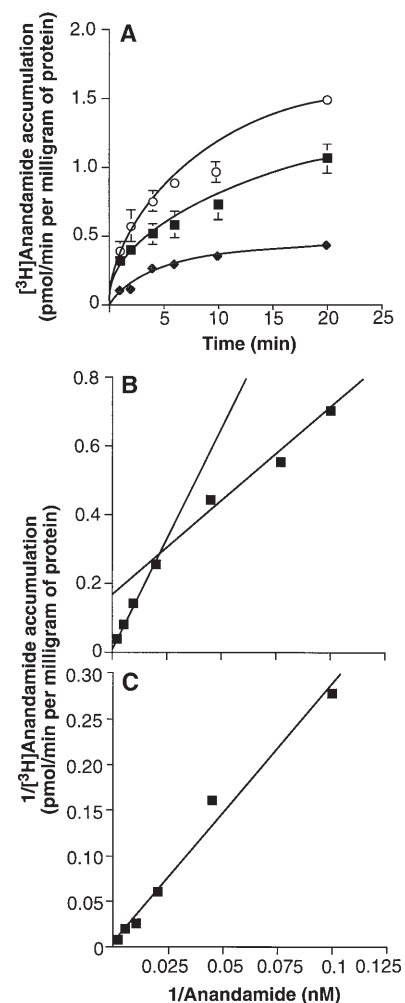 A
2.0
1.5
1.0
0.5
0
[³H]Anandamide accumulation
(pmol/min per milligram of protein)
5 10 15 20 25
Time (min)
B
0.8
0.6
0.4
0.2
0
C
0.30
0.25
0.20
0.15
0.10
0.05
0
1/[³H]Anandamide accumulation
(pmol/min per milligram of protein)
0.025 0.05 0.075 0.1 0.125
1/Anandamide (nM)